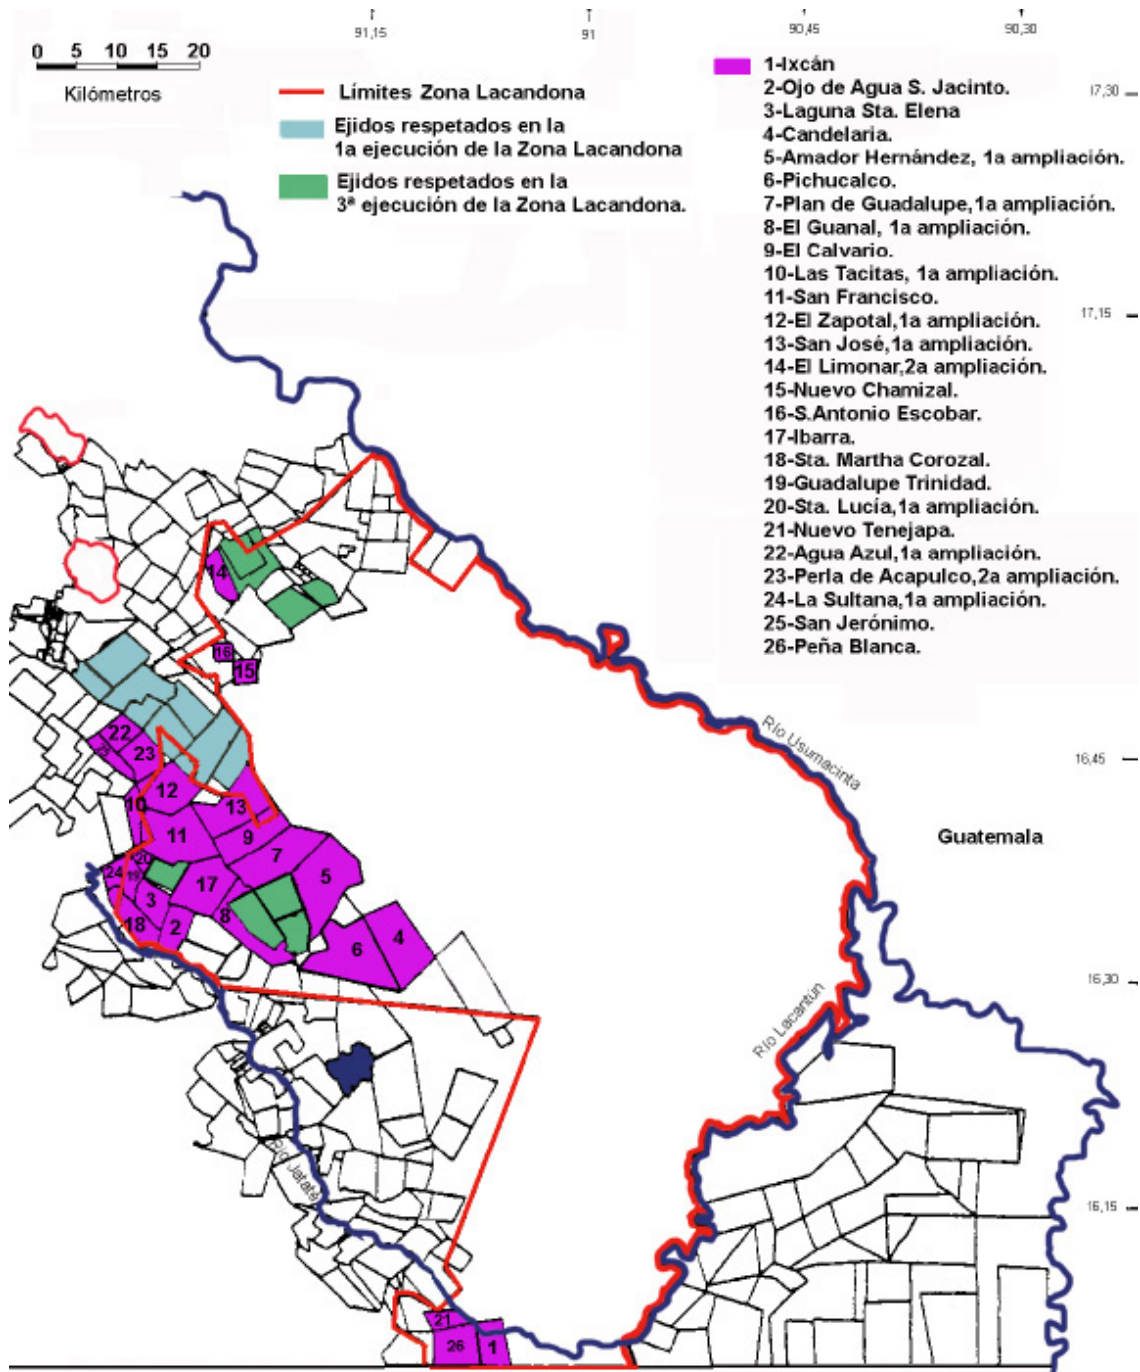 91,15
91
90,45
90,30
0 5 10 15 20
Kilómetros
Límites Zona Lacandona
Ejidos respetados en la
1a ejecución de la Zona Lacandona
Ejidos respetados en la
3ª ejecución de la Zona Lacandona.
1-Ixcán
2-Ojo de Agua S. Jacinto.
3-Laguna Sta. Elena
4-Candelaria.
5-Amador Hernández, 1a ampliación.
6-Pichucalco.
7-Plan de Guadalupe,1a ampliación.
8-El Guanal, 1a ampliación.
9-El Calvario.
10-Las Tacitas, 1a ampliación.
11-San Francisco.
12-El Zapotal,1a ampliación.
13-San José,1a ampliación.
14-El Limonar,2a ampliación.
15-Nuevo Chamizal.
16-S.Antonio Escobar.
17-Ibarra.
18-Sta. Martha Corozal.
19-Guadalupe Trinidad.
20-Sta. Lucía,1a ampliación.
21-Nuevo Tenejapa.
22-Agua Azul,1a ampliación.
23-Perla de Acapulco,2a ampliación.
24-La Sultana,1a ampliación.
25-San Jerónimo.
26-Peña Blanca.
17,30
17,15
16,45
16,30
16,15
14
16
15
22
25
23
12
10
13
11
9
20
7
24
19
17
5
3
8
18
2
6
4
21
26
1
Río Usumacinta
Guatemala
Río Lacantún
Río Jataté